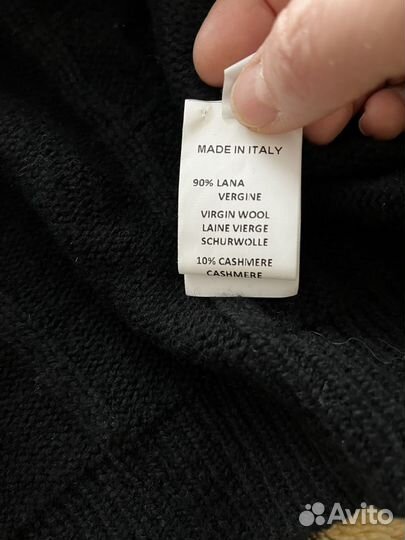 MADE IN ITALY
90% LANA
VERGINE
VIRGIN WOOL
LAINE VIERGE
SCHURWOLLE
10% CASHMERE
CASHMERE
Avito